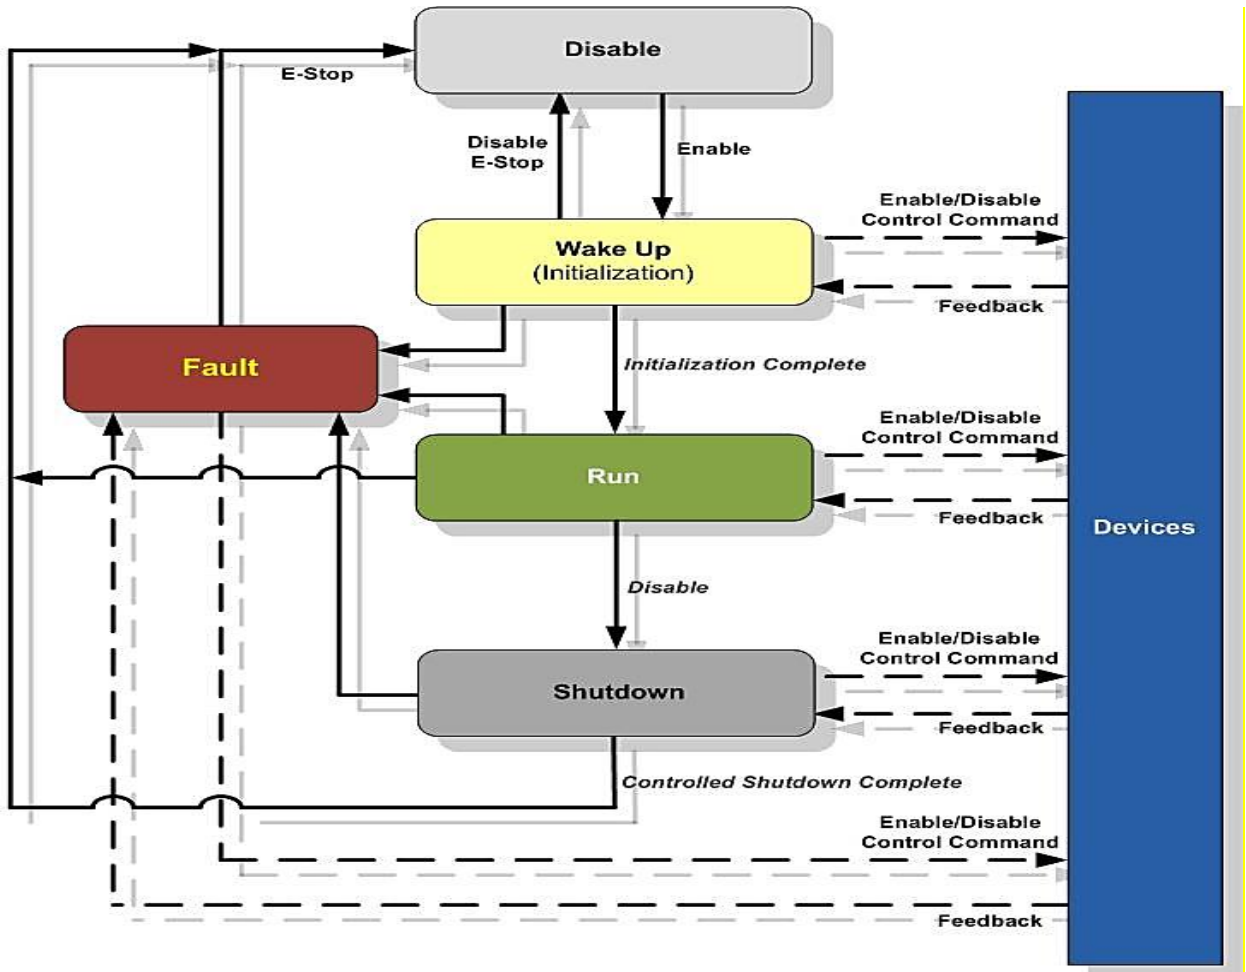 Disable
E-Stop
Disable
E-Stop
Enable
Enable/Disable
Control Command
Wake Up
(Initialization)
Feedback
Fault
Initialization Complete
Enable/Disable
Control Command
Run
Feedback
Devices
Disable
Enable/Disable
Control Command
Shutdown
Feedback
Controlled Shutdown Complete
Enable/Disable
Control Command
Feedback